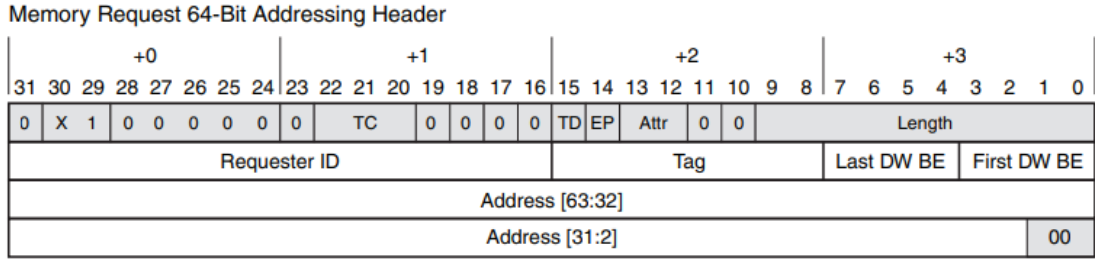 Memory Request 64-Bit Addressing Header
+0 +1 +2 +3
31 30 29 28 27 26 25 24 23 22 21 20 19 18 17 16 15 14 13 12 11 10 9 8 7 6 5 4 3 2 1 0
0 X 1 0 0 0 0 0 0 TC 0 0 0 0 TD EP Attr 0 0 Length
Requester ID Tag Last DW BE First DW BE
Address [63:32]
Address [31:2] 00